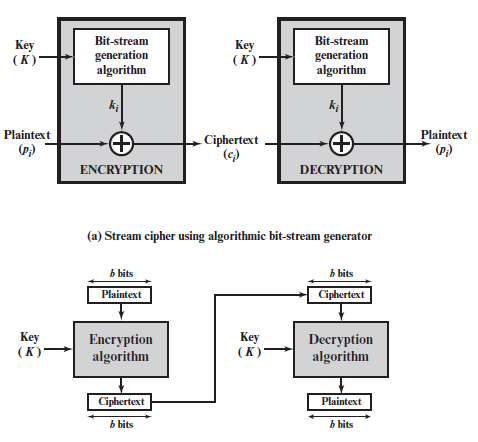 Key
(K)
Bit-stream
generation
algorithm
Key
(K)
Bit-stream
generation
algorithm
ki
ki
Plaintext
(pi)
ENCRYPTION
Ciphertext
(ci)
DECRYPTION
Plaintext
(pi)
(a) Stream cipher using algorithmic bit-stream generator
b bits
Plaintext
b bits
Ciphertext
Key
(K)
Encryption
algorithm
Key
(K)
Decryption
algorithm
Ciphertext
b bits
Plaintext
b bits